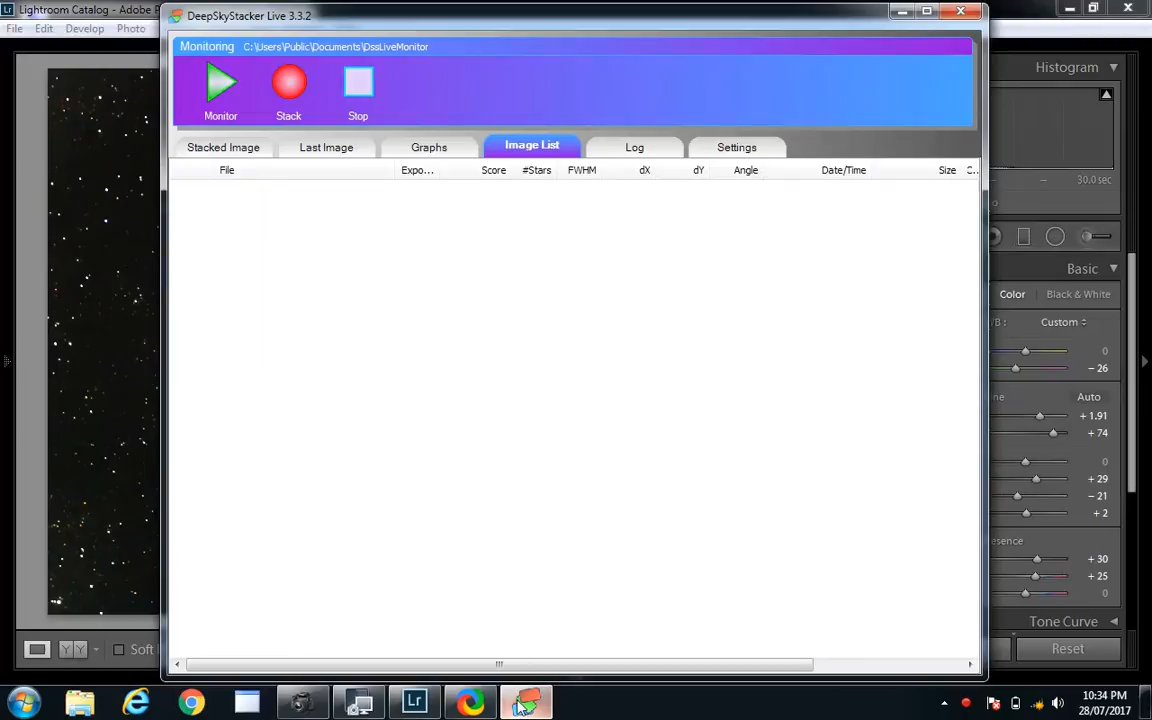 Lightroom Catalog - Adobe P
DeepSkyStacker Live 3.3.2
File Edit Develop Photo
Monitoring C:\Users\Public\Documents\DssLiveMonitor
Histogram
Monitor Stack Stop
Stacked Image Last Image Graphs Image List Log Settings
File Expo... Score #Stars FWHM dX dY Angle Date/Time Size C..
30.0 sec
Basic
Color Black & White
Custom
0
- 26
ne Auto
+ 1.91
+ 74
0
+ 29
- 21
+ 2
resence
+ 30
+ 25
0
Tone Curve
Y Y Soft
Reset
Lr
10:34 PM
28/07/2017